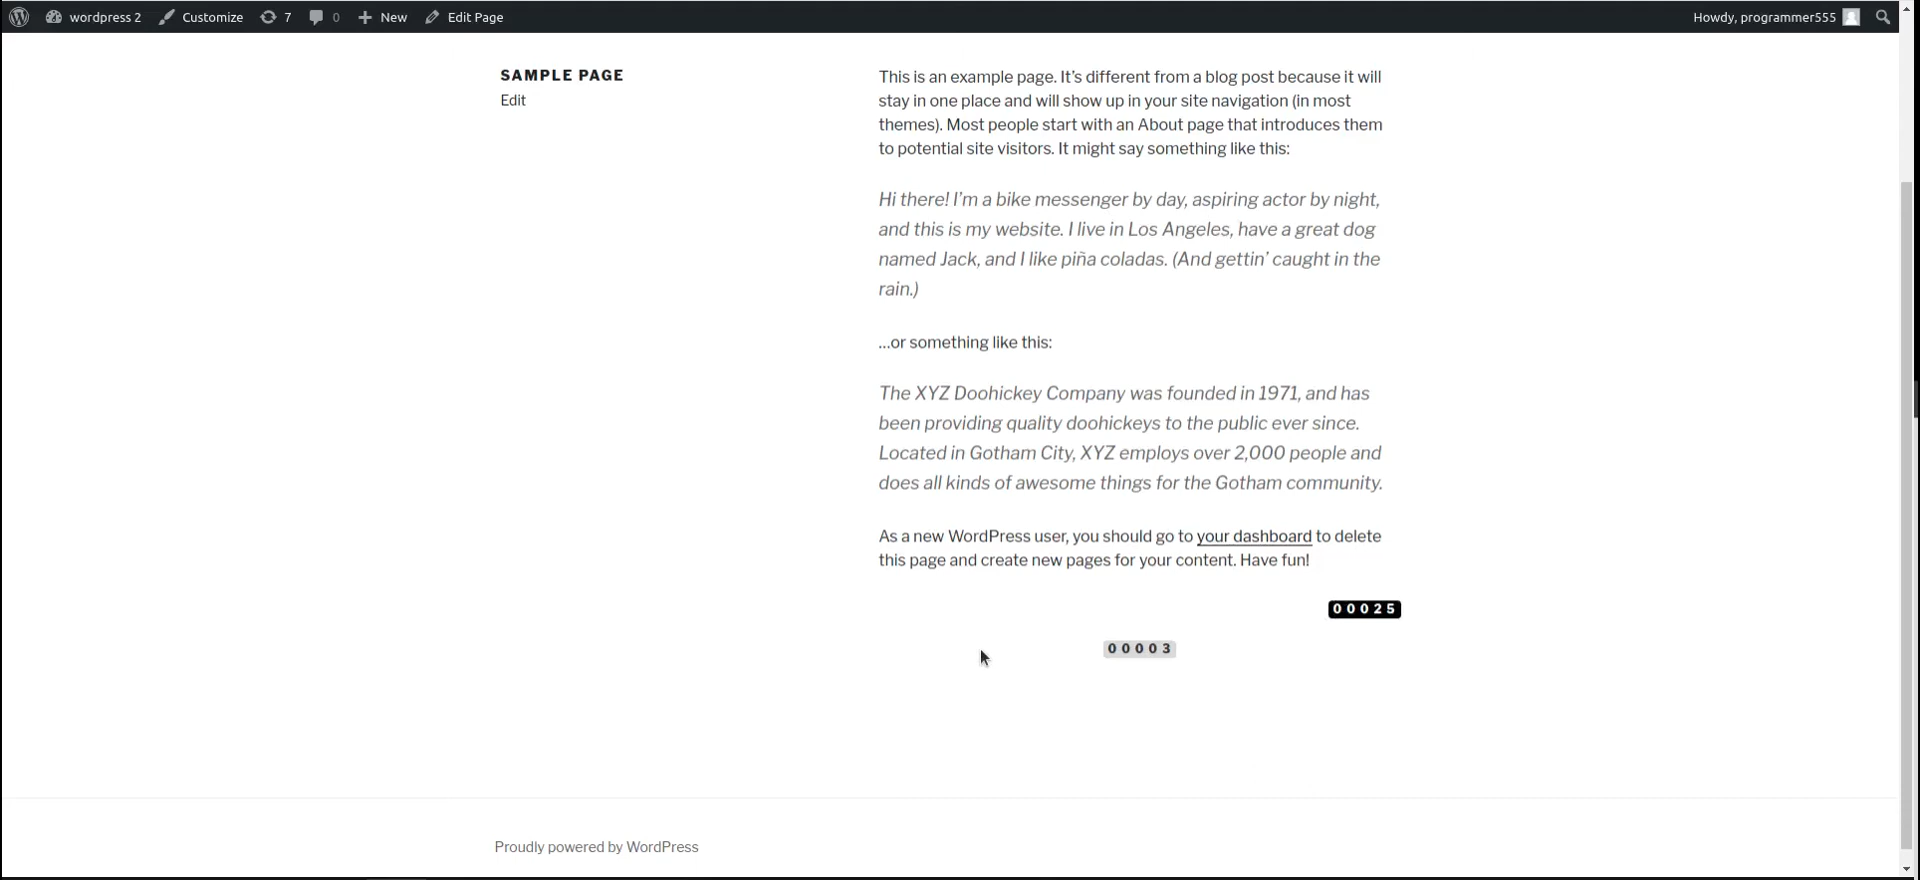 wordpress 2 Customize 7 0 New Edit Page Howdy, programmer555
SAMPLE PAGE
Edit
This is an example page. It’s different from a blog post because it will
stay in one place and will show up in your site navigation (in most
themes). Most people start with an About page that introduces them
to potential site visitors. It might say something like this:
Hi there! I’m a bike messenger by day, aspiring actor by night,
and this is my website. I live in Los Angeles, have a great dog
named Jack, and I like piña coladas. (And gettin’ caught in the
rain.)
…or something like this:
The XYZ Doohickey Company was founded in 1971, and has
been providing quality doohickeys to the public ever since.
Located in Gotham City, XYZ employs over 2,000 people and
does all kinds of awesome things for the Gotham community.
As a new WordPress user, you should go to your dashboard to delete
this page and create new pages for your content. Have fun!
00025
00003
Proudly powered by WordPress